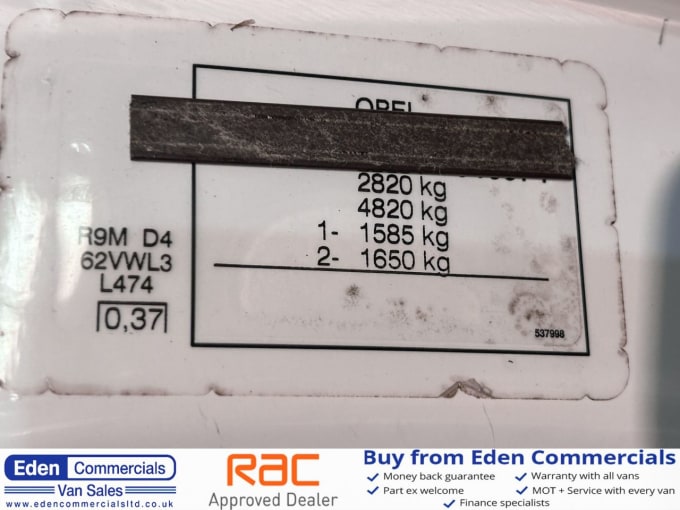 OPEL
2820 kg
4820 kg
1- 1585 kg
2- 1650 kg
R9M D4
62VWL3
L474
0,37
537998
Eden Commercials
Van Sales
www.edencommercialsltd.co.uk
RAC
Approved Dealer
Buy from Eden Commercials
Money back guarantee Warranty with all vans
Part ex welcome MOT + Service with every van
Finance specialists